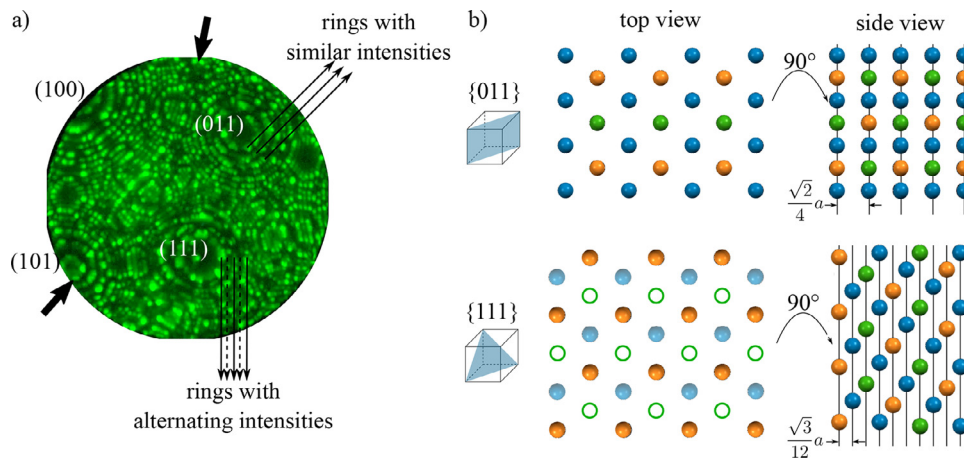 a)
rings with
similar intensities
(100)
(011)
(111)
(101)
rings with
alternating intensities
b)
top view
side view
{011}
90°
√2/4 a
{111}
90°
√3/12 a